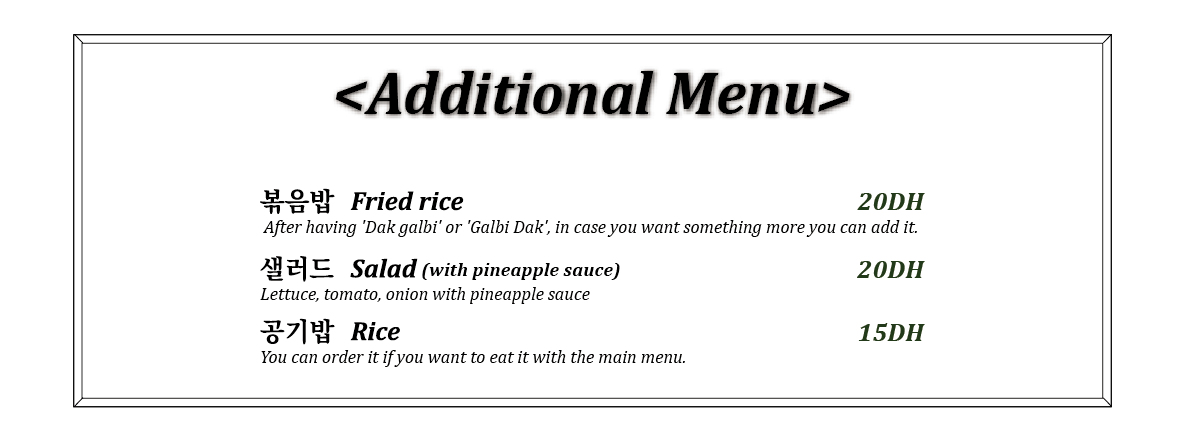 <Additional Menu>
볶음밥 Fried rice 20DH
After having 'Dak galbi' or 'Galbi Dak', in case you want something more you can add it.
샐러드 Salad (with pineapple sauce) 20DH
Lettuce, tomato, onion with pineapple sauce
공기밥 Rice 15DH
You can order it if you want to eat it with the main menu.